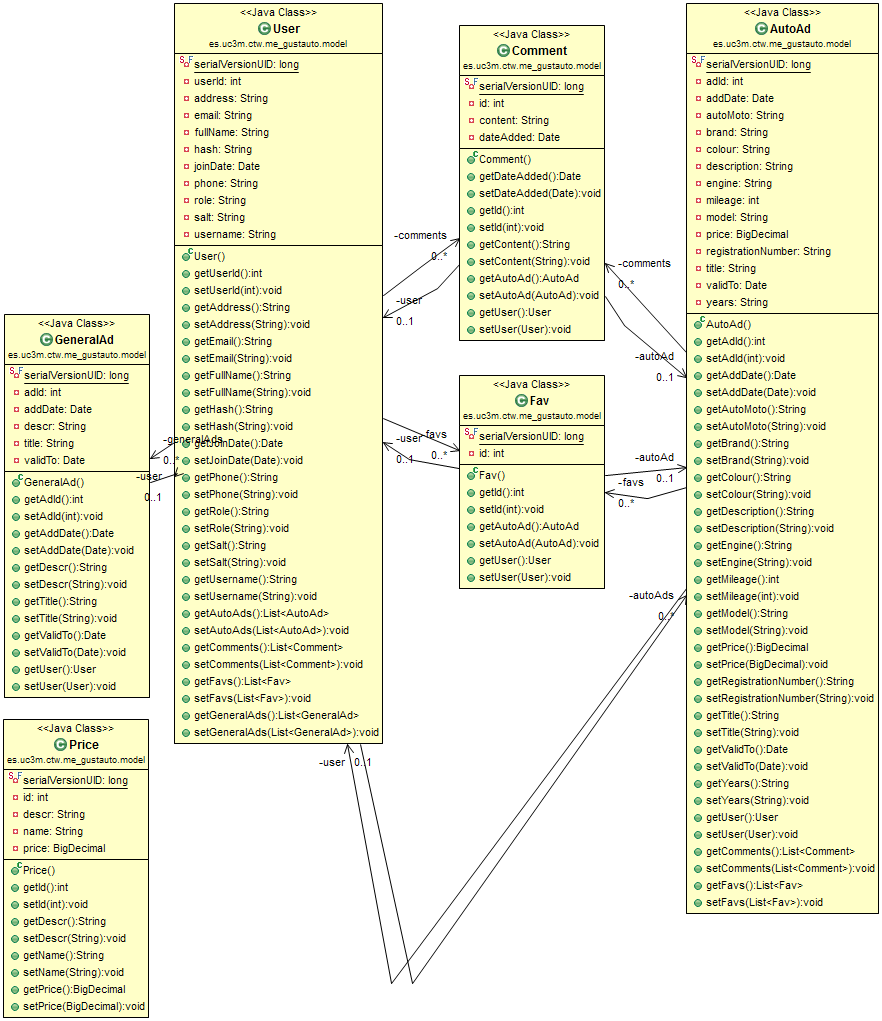 <<Java Class>>
User
es.uc3m.ctw.me_gustauto.model
serialVersionUID: long
userId: int
address: String
email: String
fullName: String
hash: String
joinDate: Date
phone: String
role: String
salt: String
username: String
User()
getUserId():int
setUserId(int):void
getAddress():String
setAddress(String):void
getEmail():String
setEmail(String):void
getFullName():String
setFullName(String):void
getHash():String
setHash(String):void
getJoinDate():Date
setJoinDate(Date):void
getPhone():String
setPhone(String):void
getRole():String
setRole(String):void
getSalt():String
setSalt(String):void
getUsername():String
setUsername(String):void
getAutoAds():List<AutoAd>
setAutoAds(List<AutoAd>):void
getComments():List<Comment>
setComments(List<Comment>):void
getFavs():List<Fav>
setFavs(List<Fav>):void
getGeneralAds():List<GeneralAd>
setGeneralAds(List<GeneralAd>):void
<<Java Class>>
Comment
es.uc3m.ctw.me_gustauto.model
serialVersionUID: long
id: int
content: String
dateAdded: Date
Comment()
getDateAdded():Date
setDateAdded(Date):void
getId():int
setId(int):void
getContent():String
setContent(String):void
getAutoAd():AutoAd
setAutoAd(AutoAd):void
getUser():User
setUser(User):void
<<Java Class>>
AutoAd
es.uc3m.ctw.me_gustauto.model
serialVersionUID: long
adId: int
addDate: Date
autoMoto: String
brand: String
colour: String
description: String
engine: String
mileage: int
model: String
price: BigDecimal
registrationNumber: String
title: String
validTo: Date
years: String
AutoAd()
getAdId():int
setAdId(int):void
getAddDate():Date
setAddDate(Date):void
getAutoMoto():String
setAutoMoto(String):void
getBrand():String
setBrand(String):void
getColour():String
setColour(String):void
getDescription():String
setDescription(String):void
getEngine():String
setEngine(String):void
getMileage():int
setMileage(int):void
getModel():String
setModel(String):void
getPrice():BigDecimal
setPrice(BigDecimal):void
getRegistrationNumber():String
setRegistrationNumber(String):void
getTitle():String
setTitle(String):void
getValidTo():Date
setValidTo(Date):void
getYears():String
setYears(String):void
getUser():User
setUser(User):void
getComments():List<Comment>
setComments(List<Comment>):void
getFavs():List<Fav>
setFavs(List<Fav>):void
<<Java Class>>
GeneralAd
es.uc3m.ctw.me_gustauto.model
serialVersionUID: long
adId: int
addDate: Date
descr: String
title: String
validTo: Date
GeneralAd()
getAdId():int
setAdId(int):void
getAddDate():Date
setAddDate(Date):void
getDescr():String
setDescr(String):void
getTitle():String
setTitle(String):void
getValidTo():Date
setValidTo(Date):void
getUser():User
setUser(User):void
<<Java Class>>
Fav
es.uc3m.ctw.me_gustauto.model
serialVersionUID: long
id: int
Fav()
getId():int
setId(int):void
getAutoAd():AutoAd
setAutoAd(AutoAd):void
getUser():User
setUser(User):void
<<Java Class>>
Price
es.uc3m.ctw.me_gustauto.model
serialVersionUID: long
id: int
descr: String
name: String
price: BigDecimal
Price()
getId():int
setId(int):void
getDescr():String
setDescr(String):void
getName():String
setName(String):void
getPrice():BigDecimal
setPrice(BigDecimal):void
-comments
0..*
-user
0..1
-comments
0..*
-autoAd
0..1
-generalAds
0..*
-user
0..1
-favs
0..*
-user
0..1
-autoAd
0..1
-favs
0..*
-autoAds
0..*
-user
0..1